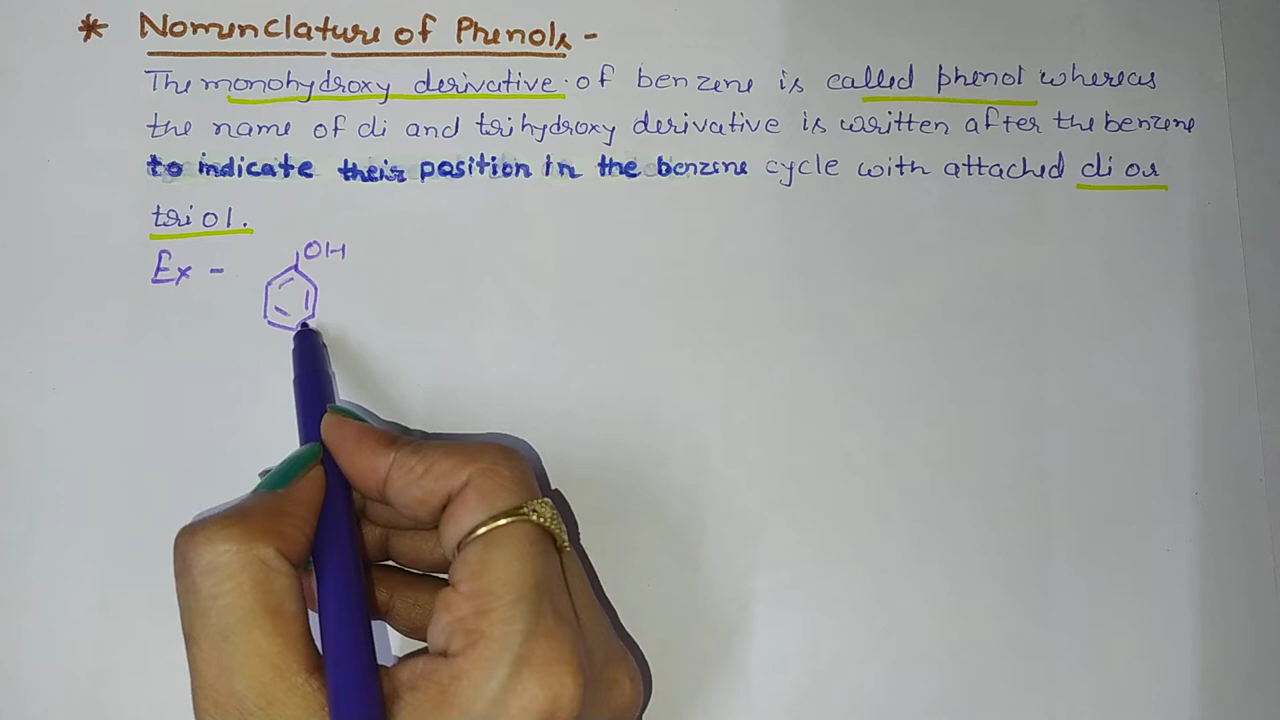 * Nomenclature of Phenols -
The monohydroxy derivative of benzene is called phenol whereas
the name of di and trihydroxy derivative is written after the benzene
to indicate their position in the benzene cycle with attached di or
tri ol.
Ex -
OH